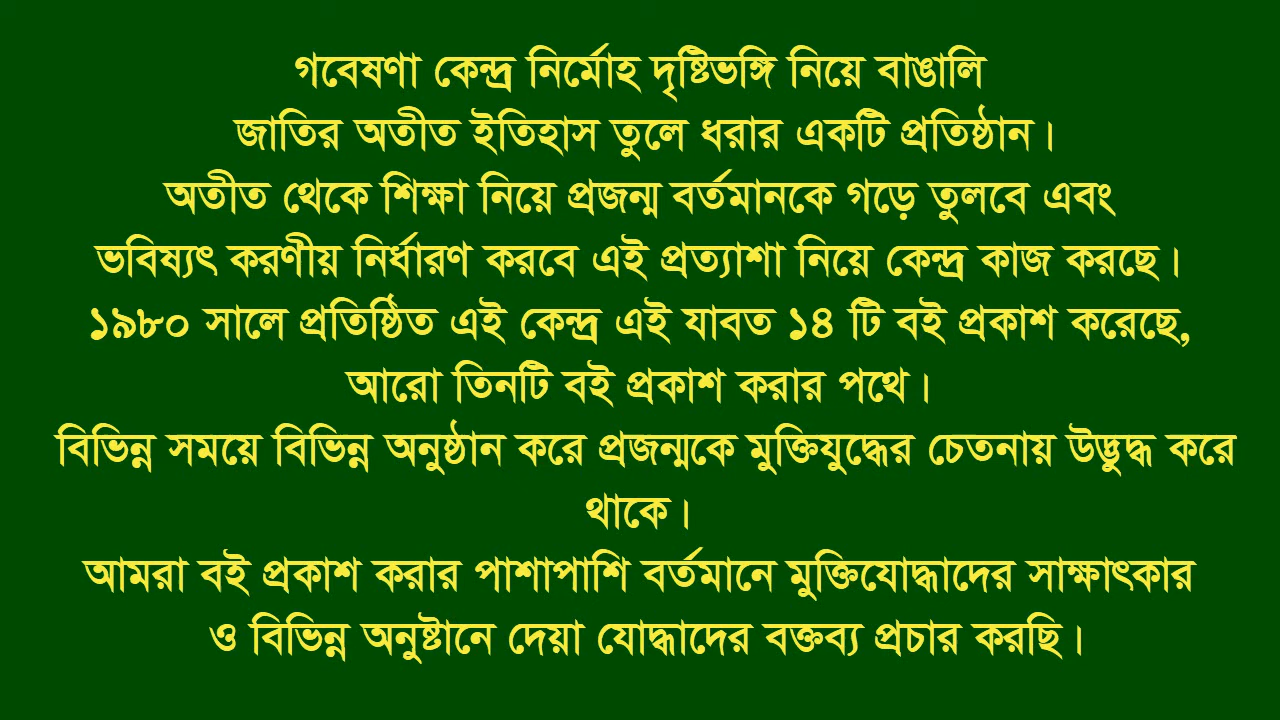 গবেষণা কেন্দ্র নির্মোহ দৃষ্টিভঙ্গি নিয়ে বাঙালি
জাতির অতীত ইতিহাস তুলে ধরার একটি প্রতিষ্ঠান।
অতীত থেকে শিক্ষা নিয়ে প্রজন্ম বর্তমানকে গড়ে তুলবে এবং
ভবিষ্যৎ করণীয় নির্ধারণ করবে এই প্রত্যাশা নিয়ে কেন্দ্র কাজ করছে।
১৯৮০ সালে প্রতিষ্ঠিত এই কেন্দ্র এই যাবত ১৪ টি বই প্রকাশ করেছে,
আরো তিনটি বই প্রকাশ করার পথে।
বিভিন্ন সময়ে বিভিন্ন অনুষ্ঠান করে প্রজন্মকে মুক্তিযুদ্ধের চেতনায় উদ্ভুদ্ধ করে
থাকে।
আমরা বই প্রকাশ করার পাশাপাশি বর্তমানে মুক্তিযোদ্ধাদের সাক্ষাৎকার
ও বিভিন্ন অনুষ্টানে দেয়া যোদ্ধাদের বক্তব্য প্রচার করছি।